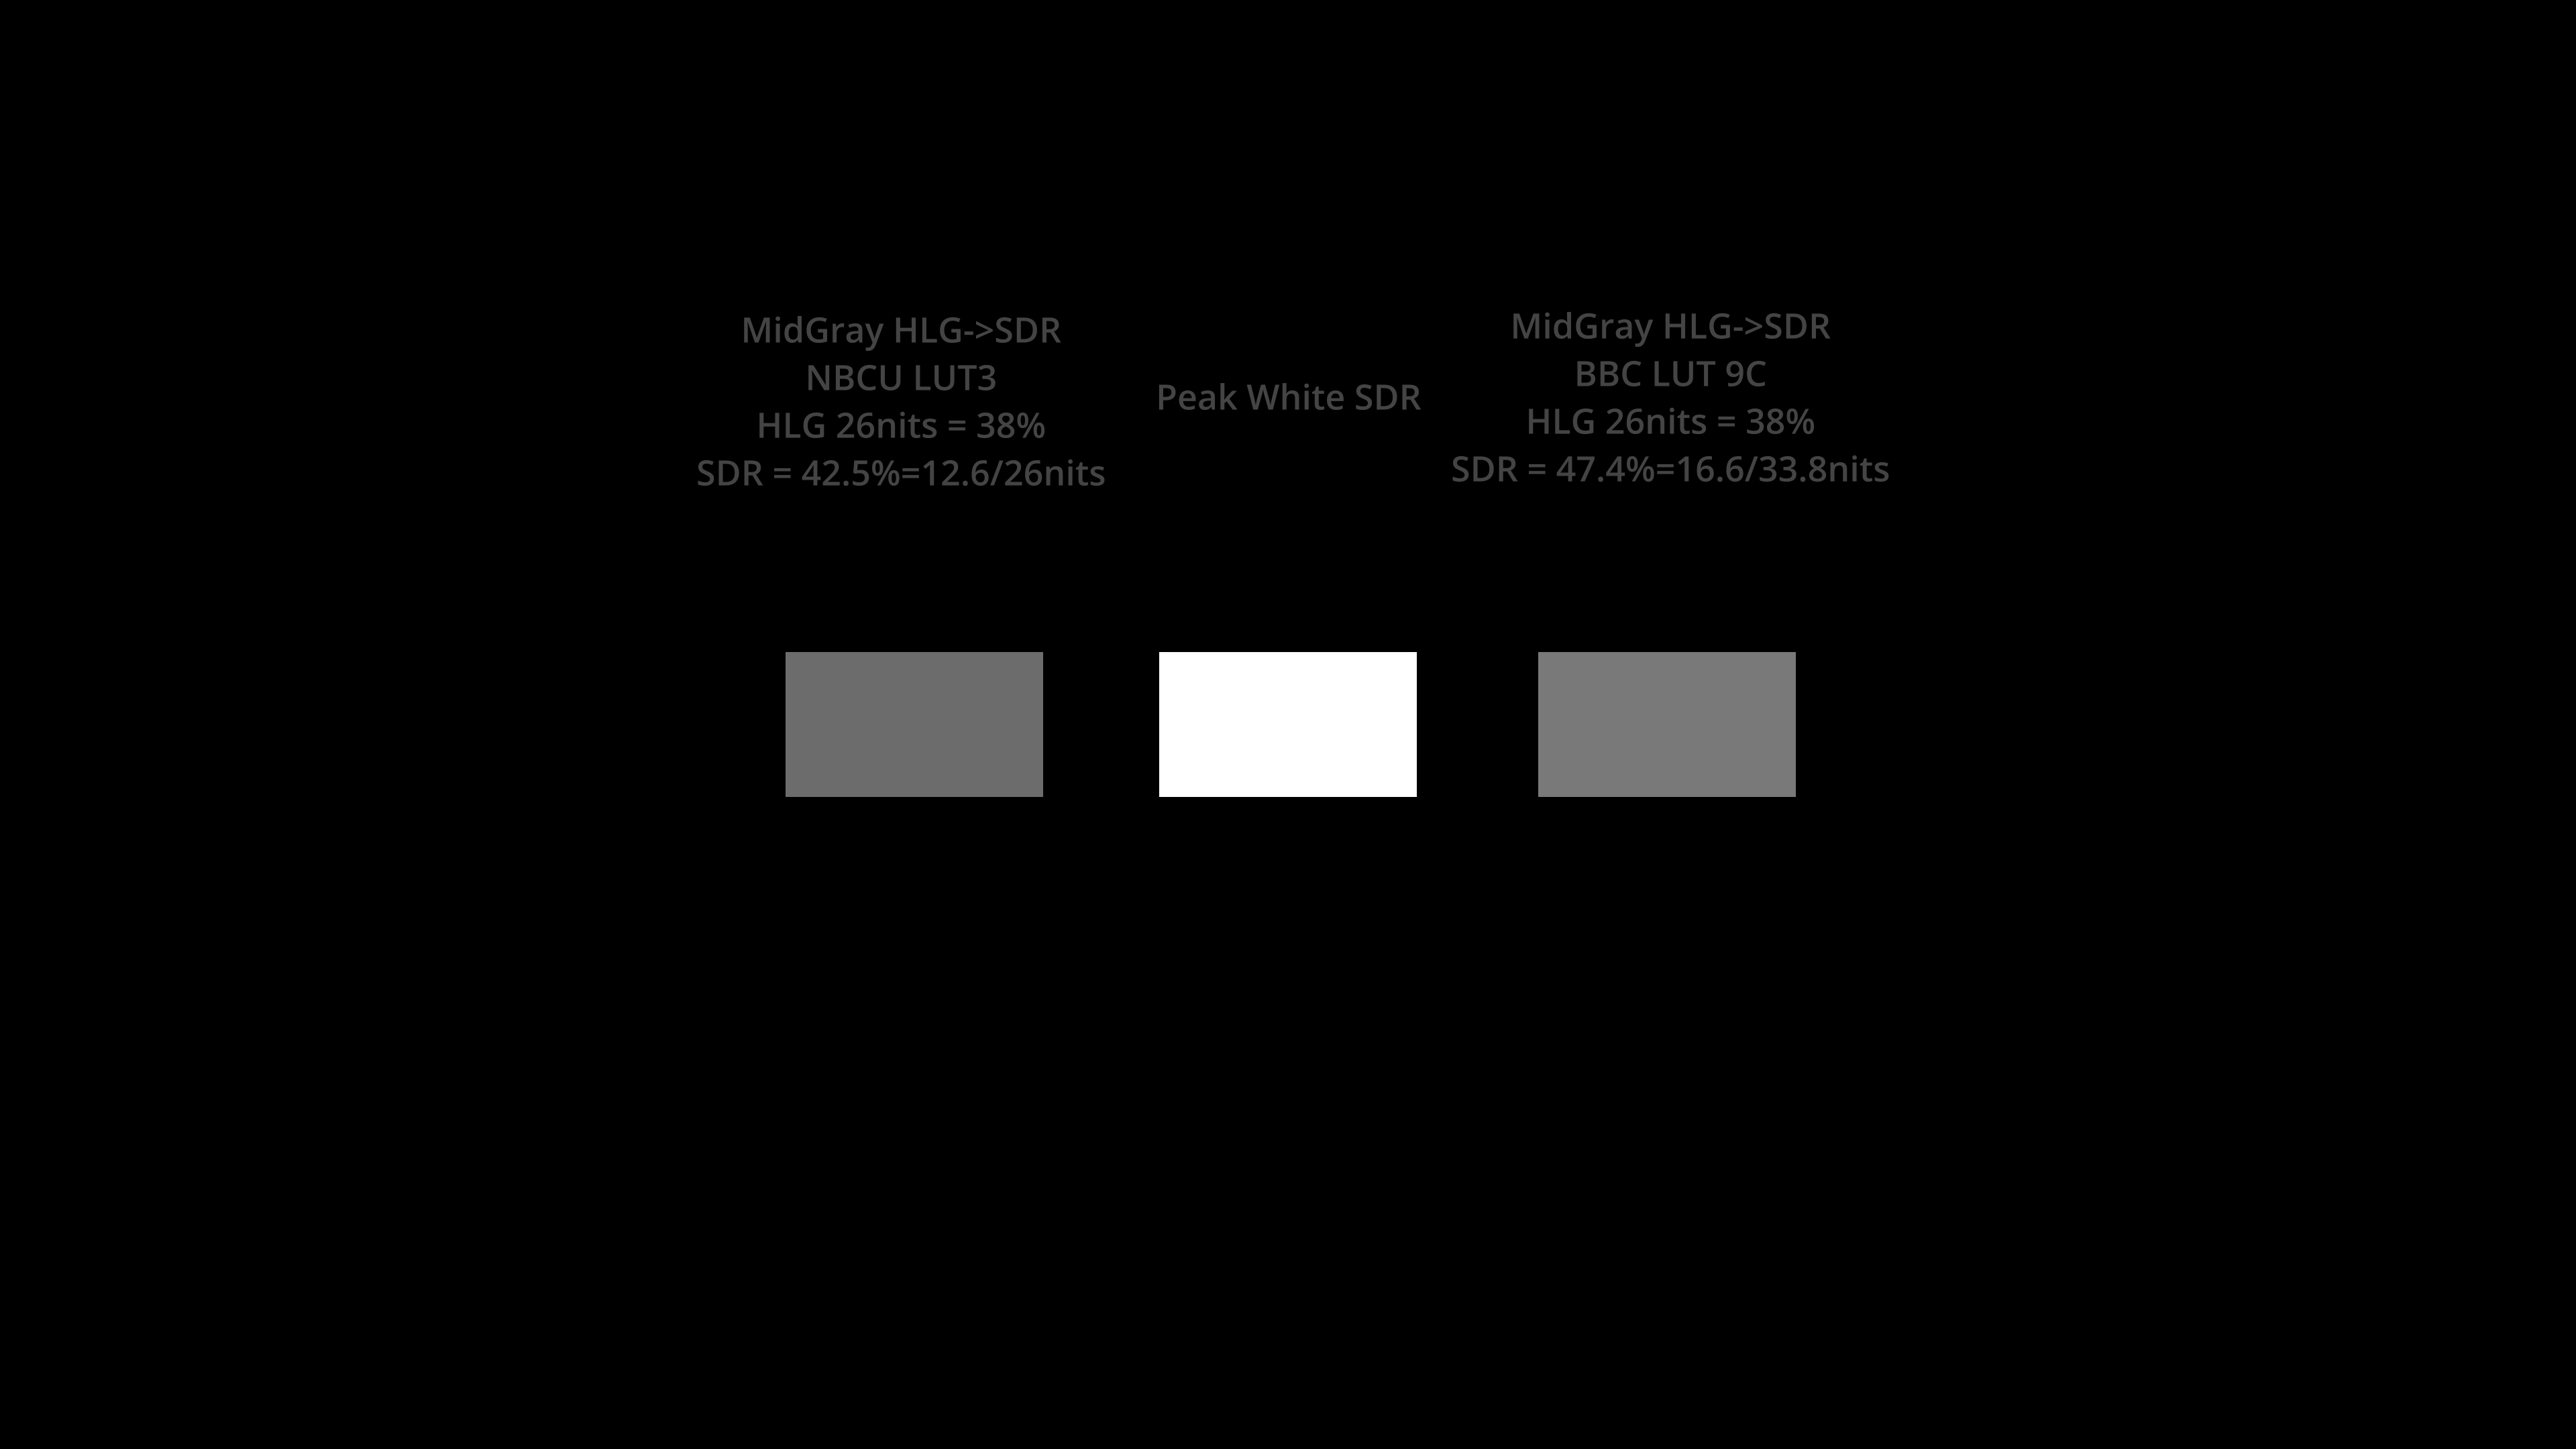 MidGray HLG->SDR
NBCU LUT3
HLG 26nits = 38%
SDR = 42.5%=12.6/26nits
Peak White SDR
MidGray HLG->SDR
BBC LUT 9C
HLG 26nits = 38%
SDR = 47.4%=16.6/33.8nits